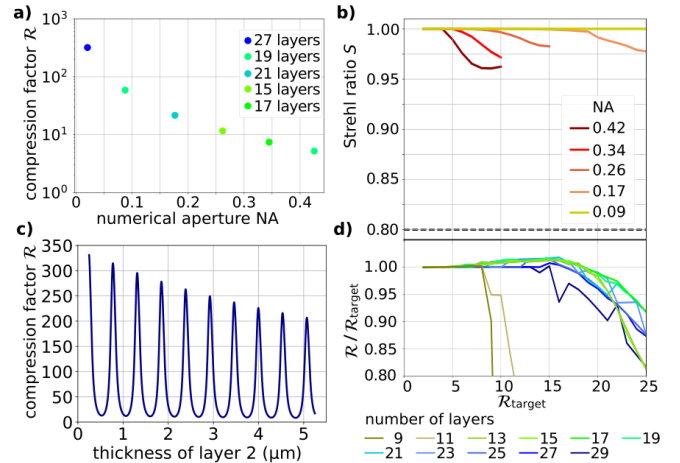 a)
compression factor ℛ
10³
10²
10¹
10⁰
27 layers
19 layers
21 layers
15 layers
17 layers
0 0.1 0.2 0.3 0.4
numerical aperture NA
b)
Strehl ratio S
1.00
0.95
0.90
0.85
0.80
NA
0.42
0.34
0.26
0.17
0.09
c)
compression factor ℛ
350
300
250
200
150
100
50
0
0 1 2 3 4 5
thickness of layer 2 (μm)
d)
ℛ/ℛtarget
1.00
0.95
0.90
0.85
0.80
0 5 10 15 20 25
ℛtarget
number of layers
9 11 13 15 17 19
21 23 25 27 29